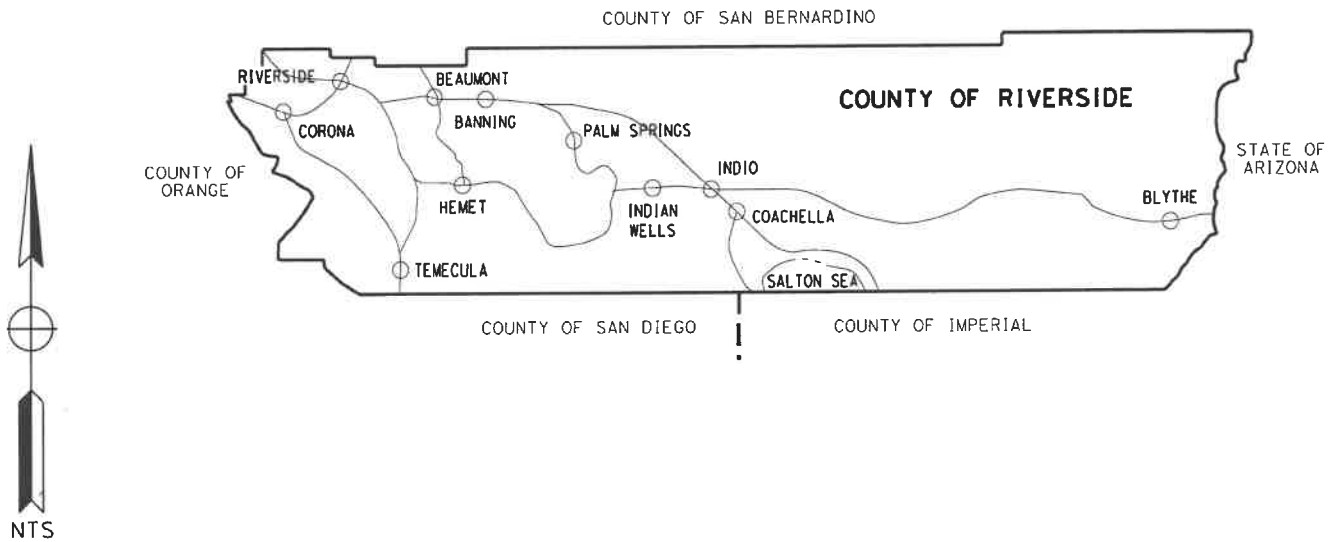 COUNTY OF SAN BERNARDINO
RIVERSIDE
BEAUMONT
COUNTY OF RIVERSIDE
CORONA
BANNING
PALM SPRINGS
STATE OF
ARIZONA
COUNTY OF
ORANGE
INDIO
HEMET
INDIAN
WELLS
COACHELLA
BLYTHE
TEMECULA
SALTON SEA
COUNTY OF SAN DIEGO
COUNTY OF IMPERIAL
NTS